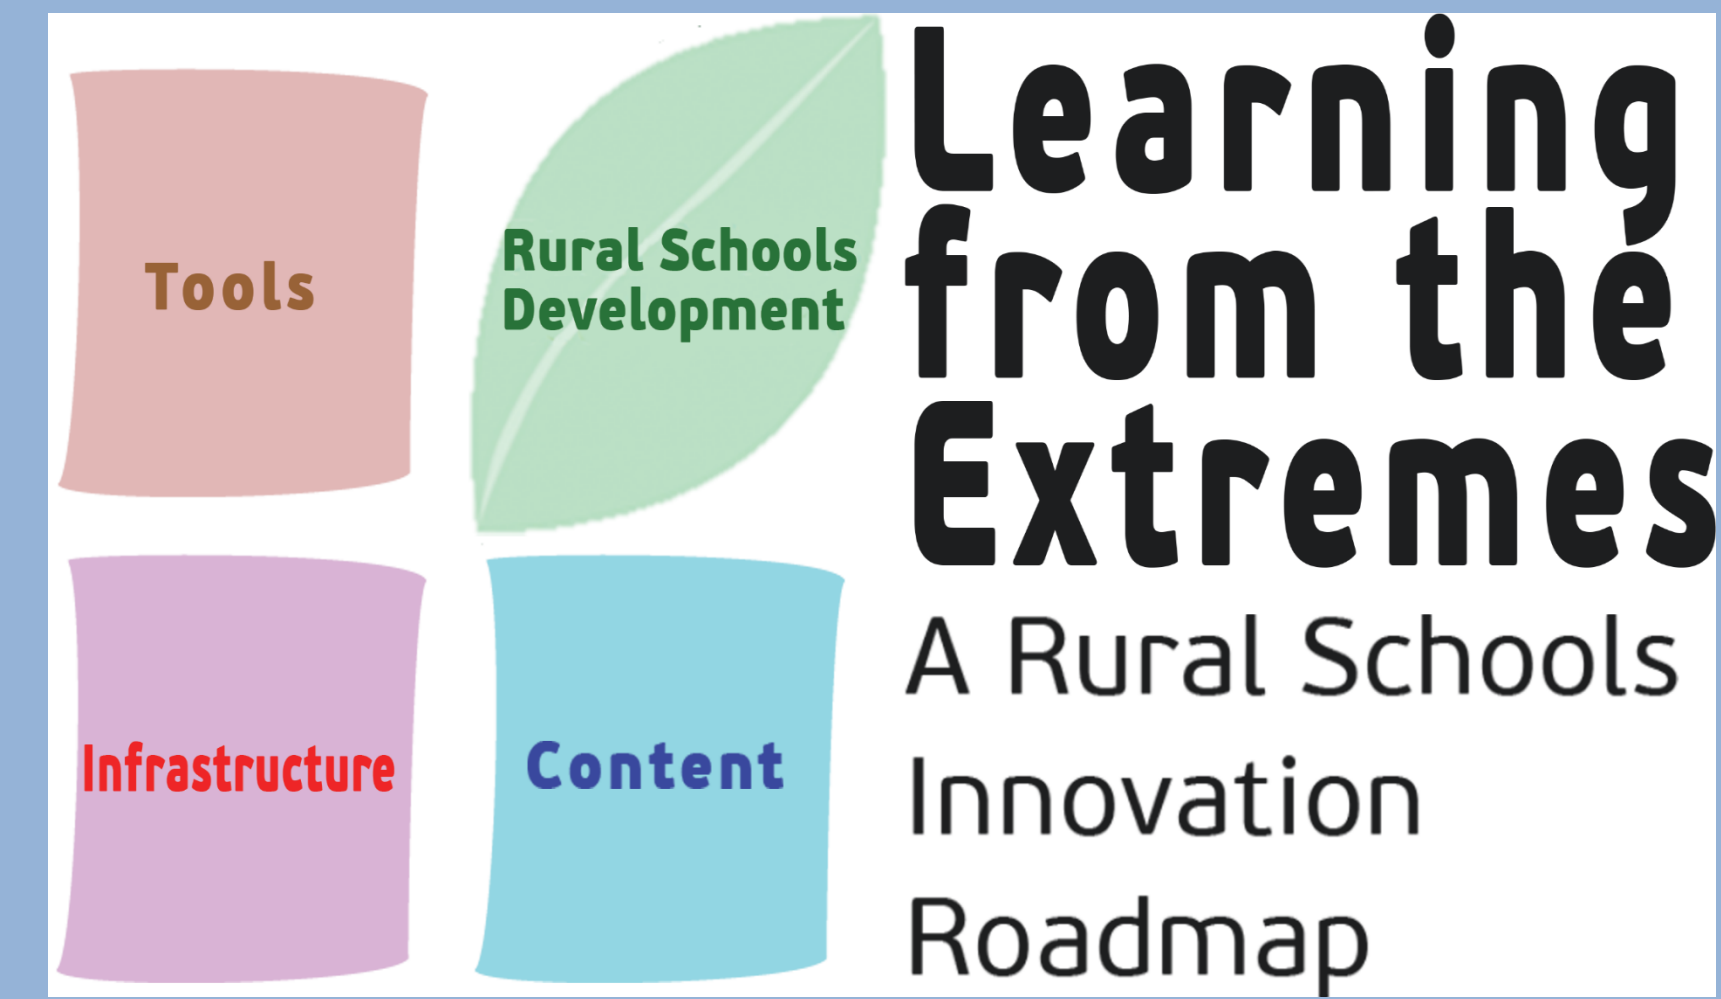 Tools
Rural Schools
Development
Infrastructure
Content
Learning
from the
Extremes
A Rural Schools
Innovation
Roadmap